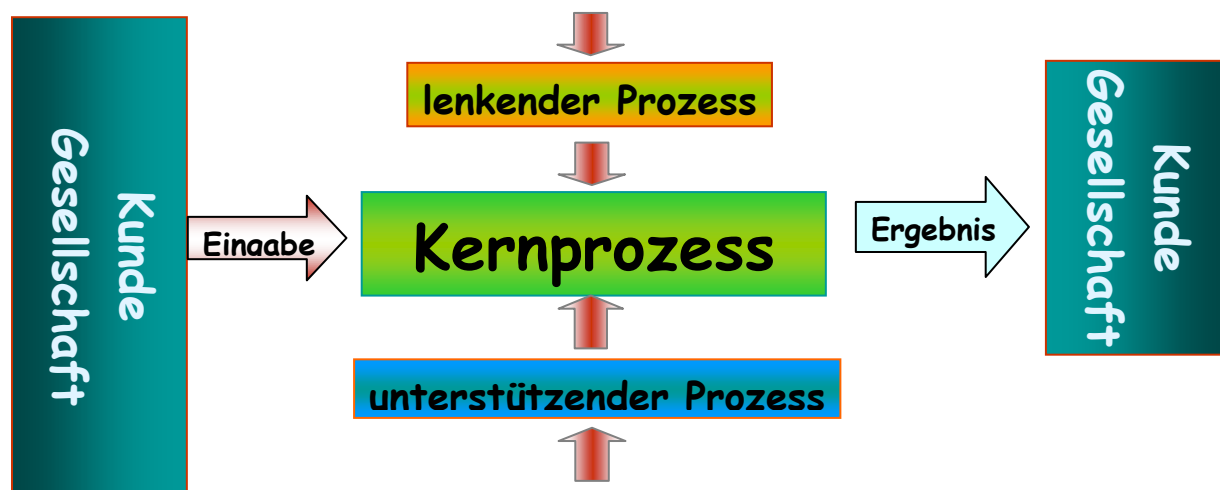 Kunde
Gesellschaft
Einaabe
lenkender Prozess
Kernprozess
unterstützender Prozess
Ergebnis
Kunde
Gesellschaft